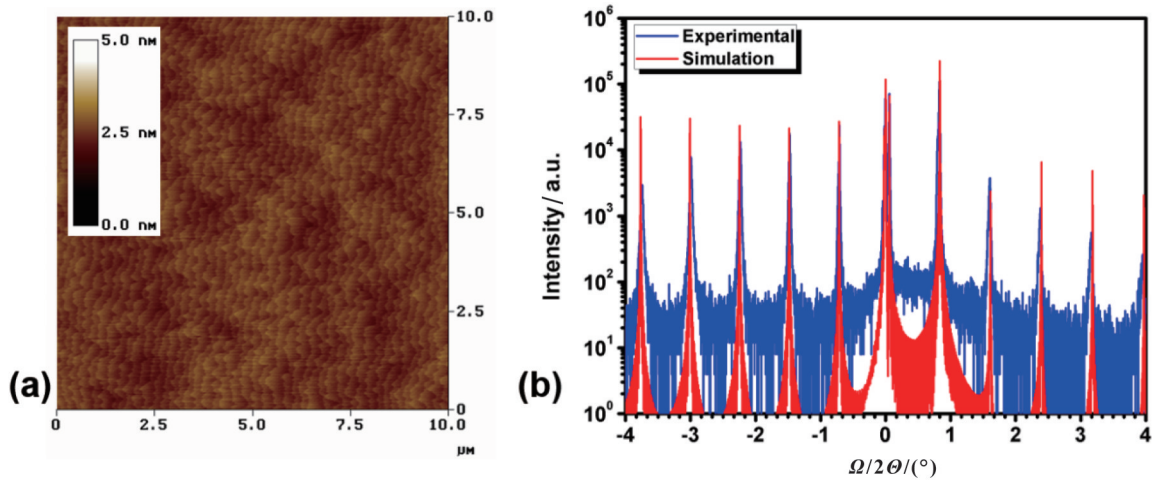 5.0 nм
2.5 nм
0.0 nм
10.0
7.5
5.0
2.5
0
0
2.5
5.0
7.5
10.0
μм
(a)
10⁶
10⁵
10⁴
10³
10²
10¹
10⁰
Intensity/ a.u.
Experimental
Simulation
-4
-3
-2
-1
0
1
2
3
4
Ω/2Θ/(°)
(b)